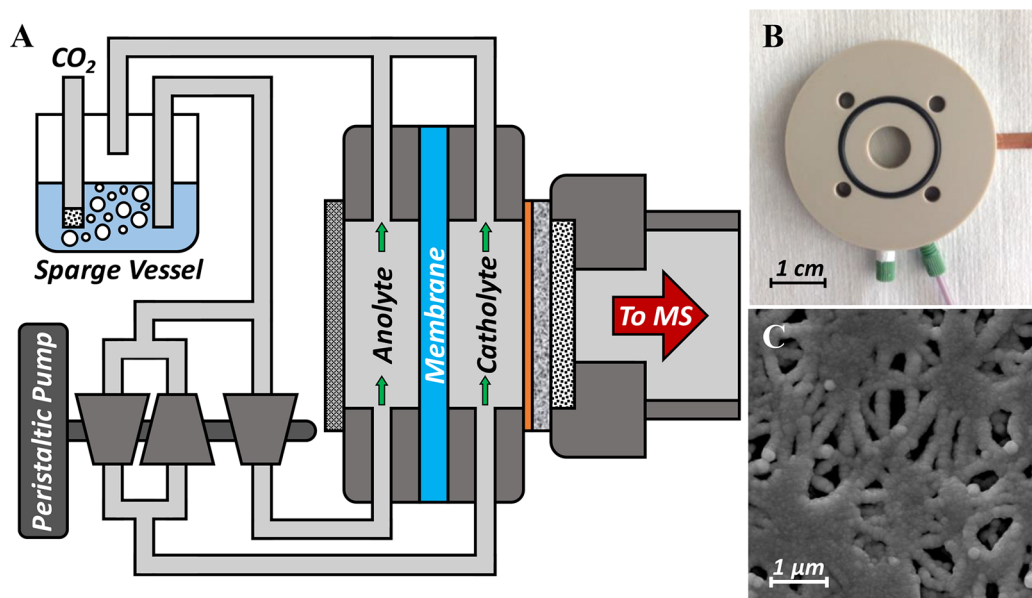 A
CO2
Sparge Vessel
Peristaltic Pump
Anolyte
Membrane
Catholyte
To MS
B
1 cm
C
1 μm